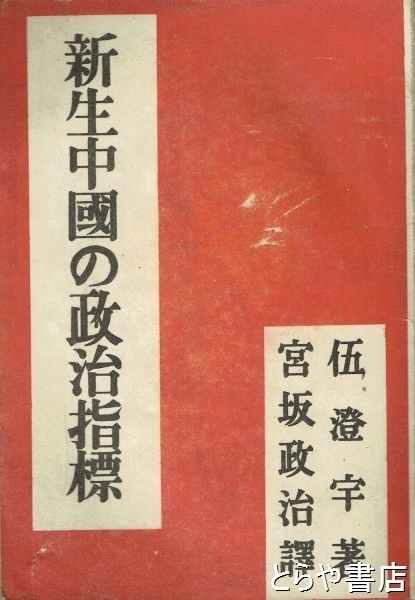 新生中國の政治指標
伍澄宇著
宮坂政治譯
とらや書店